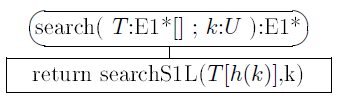 search( T:E1*[] ; k:U ):E1*
return searchS1L(T[h(k)],k)